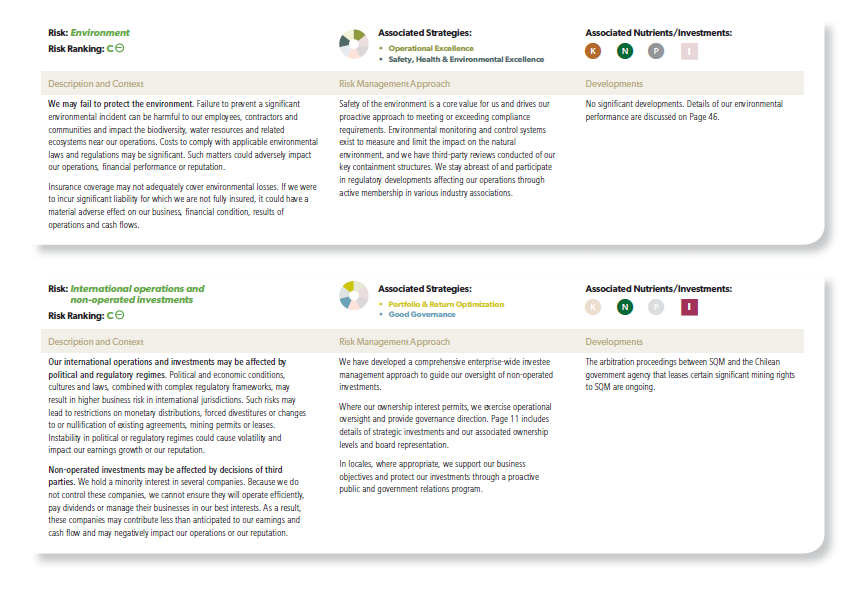 Risk: Environment
Risk Ranking: C
Associated Strategies:
• Operational Excellence
• Safety, Health & Environmental Excellence
Associated Nutrients/Investments:
K N P I
Description and Context
Risk Management Approach
Developments
We may fail to protect the environment. Failure to prevent a significant
environmental incident can be harmful to our employees, contractors and
communities and impact the biodiversity, water resources and related
ecosystems near our operations. Costs to comply with applicable environmental
laws and regulations may be significant. Such matters could adversely impact
our operations, financial performance or reputation.
Insurance coverage may not adequately cover environmental losses. If we were
to incur significant liability for which we are not fully insured, it could have a
material adverse effect on our business, financial condition, results of
operations and cash flows.
Safety of the environment is a core value for us and drives our
proactive approach to meeting or exceeding compliance
requirements. Environmental monitoring and control systems
exist to measure and limit the impact on the natural
environment, and we have third-party reviews conducted of our
key containment structures. We stay abreast of and participate
in regulatory developments affecting our operations through
active membership in various industry associations.
No significant developments. Details of our environmental
performance are discussed on Page 46.
Risk: International operations and
non-operated investments
Risk Ranking: C
Associated Strategies:
• Portfolio & Return Optimization
• Good Governance
Associated Nutrients/Investments:
K N P I
Description and Context
Risk Management Approach
Developments
Our international operations and investments may be affected by
political and regulatory regimes. Political and economic conditions,
cultures and laws, combined with complex regulatory frameworks, may
result in higher business risk in international jurisdictions. Such risks may
lead to restrictions on monetary distributions, forced divestitures or changes
to or nullification of existing agreements, mining permits or leases.
Instability in political or regulatory regimes could cause volatility and
impact our earnings growth or our reputation.
Non-operated investments may be affected by decisions of third
parties. We hold a minority interest in several companies. Because we do
not control these companies, we cannot ensure they will operate efficiently,
pay dividends or manage their businesses in our best interests. As a result,
these companies may contribute less than anticipated to our earnings and
cash flow and may negatively impact our operations or our reputation.
We have developed a comprehensive enterprise-wide investee
management approach to guide our oversight of non-operated
investments.
Where our ownership interest permits, we exercise operational
oversight and provide governance direction. Page 11 includes
details of strategic investments and our associated ownership
levels and board representation.
In locales, where appropriate, we support our business
objectives and protect our investments through a proactive
public and government relations program.
The arbitration proceedings between SQM and the Chilean
government agency that leases certain significant mining rights
to SQM are ongoing.